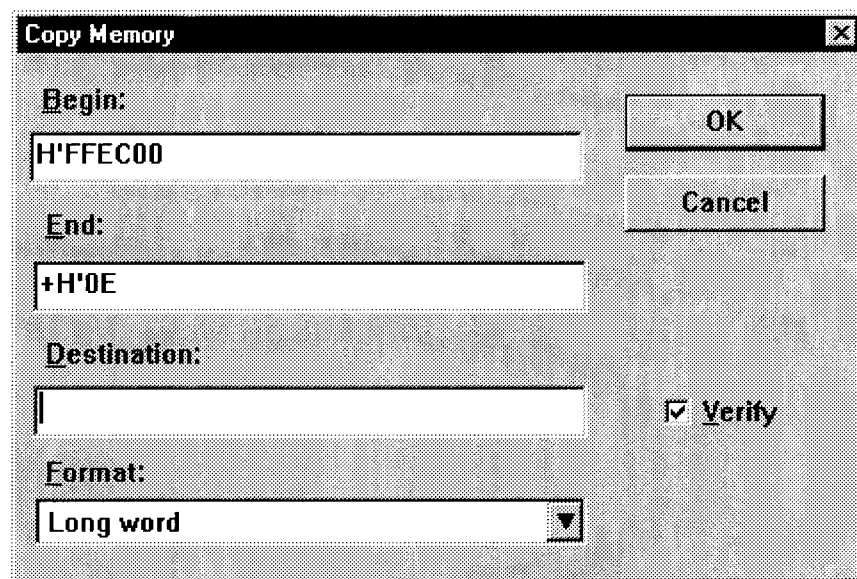 Copy Memory
Begin:
H'FFEC00
OK
Cancel
End:
+H'0E
Destination:
Verify
Format:
Long word